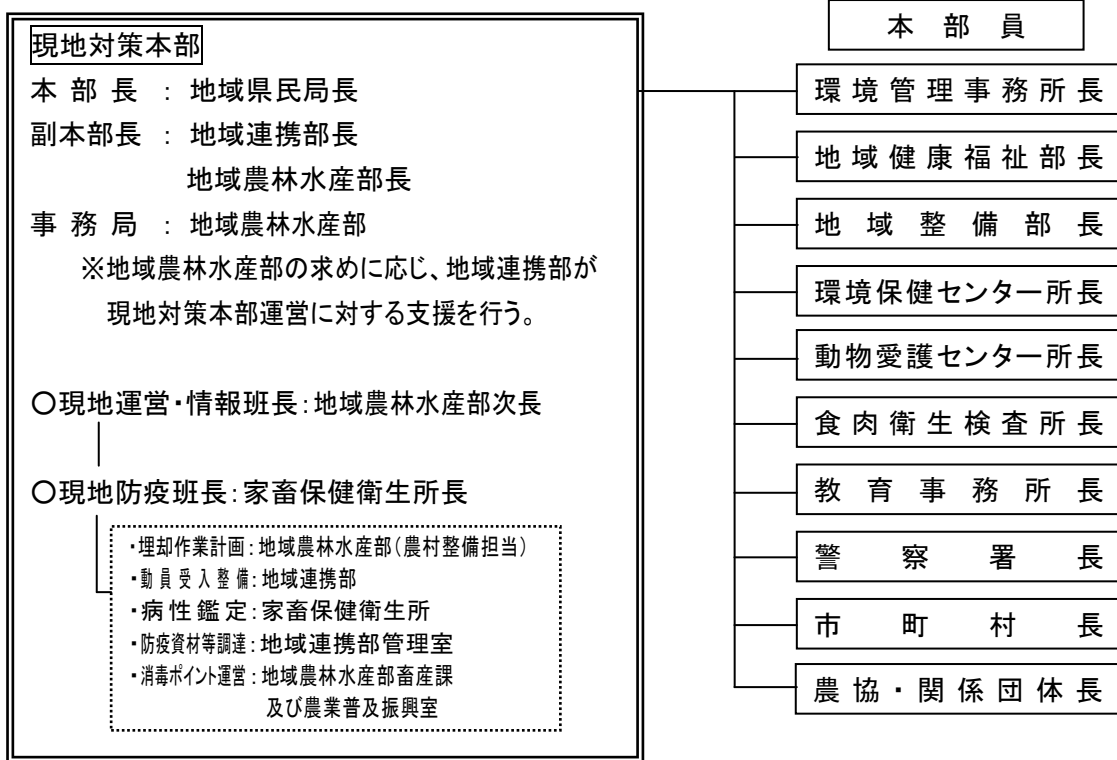 現地対策本部
本部長 : 地域県民局長
副本部長 : 地域連携部長
地域農林水産部長
事務局 : 地域農林水産部
※地域農林水産部の求めに応じ、地域連携部が
現地対策本部運営に対する支援を行う。
○現地運営・情報班長:地域農林水産部次長
○現地防疫班長:家畜保健衛生所長
・埋却作業計画:地域農林水産部(農村整備担当)
・動員受入整備:地域連携部
・病性鑑定:家畜保健衛生所
・防疫資材等調達:地域連携部管理室
・消毒ポイント運営:地域農林水産部畜産課
及び農業普及振興室
本部員
環境管理事務所長
地域健康福祉部長
地域整備部長
環境保健センター所長
動物愛護センター所長
食肉衛生検査所長
教育事務所長
警察署長
市町村長
農協・関係団体長